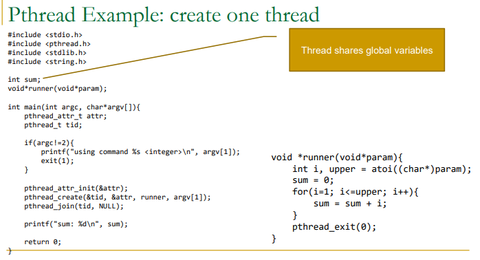 Pthread Example: create one thread
#include <stdio.h>
#include <pthread.h>
#include <stdlib.h>
#include <string.h>
int sum;
void*runner(void*param);
int main(int argc, char*argv[]){
pthread_attr_t attr;
pthread_t tid;
if(argc!=2){
printf("using command %s <integer>\n", argv[1]);
exit(1);
}
pthread_attr_init(&attr);
pthread_create(&tid, &attr, runner, argv[1]);
pthread_join(tid, NULL);
printf("sum: %d\n", sum);
return 0;
}
Thread shares global variables
void *runner(void*param){
int i, upper = atoi((char*)param);
sum = 0;
for(i=1; i<=upper; i++){
sum = sum + i;
}
pthread_exit(0);
}